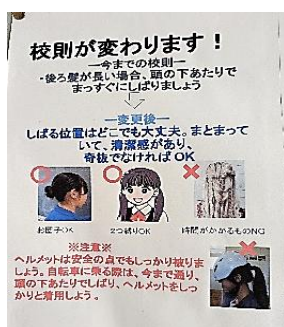 校則が変わります！
―今までの校則―
・後ろ髪が長い場合、頭の下あたりで
まっすぐにしばりましょう
―変更後―
しばる位置はどこでも大丈夫。まとまって
いて、清潔感があり、
奇抜でなければOK
お団子OK
2つ縛りOK
時間がかかるものNG
※注意※
ヘルメットは安全の点でもしっかり被りま
しょう。自転車に乗る際は、今まで通り、
頭の下あたりでしばり、ヘルメットをしっ
かりと着用しよう。